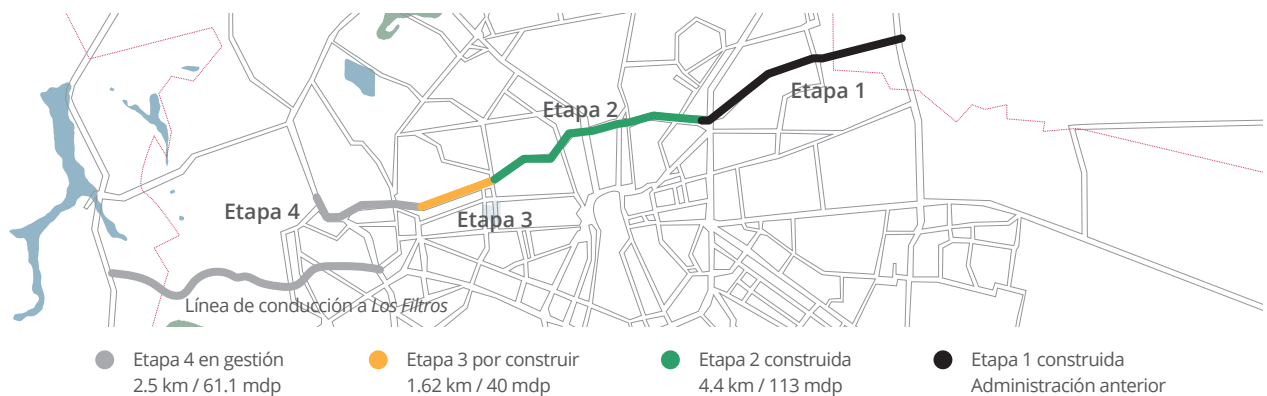 Etapa 1
Etapa 2
Etapa 4
Etapa 3
Línea de conducción a Los Filtros
Etapa 4 en gestión
2.5 km / 61.1 mdp
Etapa 3 por construir
1.62 km / 40 mdp
Etapa 2 construida
4.4 km / 113 mdp
Etapa 1 construida
Administración anterior